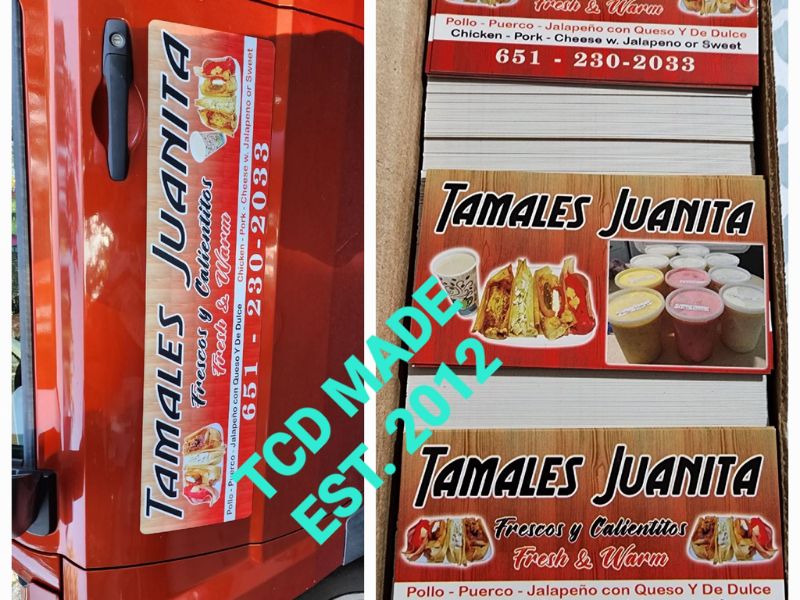 TAMALES JUANITA
Frescos y Calientitos
Fresh & Warm
Pollo - Puerco - Jalapeño con Queso Y De Dulce
Chicken - Pork - Cheese w. Jalapeno or Sweet
651 - 230-2033
TCD MADE.
EST. 2012
Fresh & Warm
Pollo - Puerco - Jalapeño con Queso Y De Dulce
Chicken - Pork - Cheese w. Jalapeno or Sweet
651 - 230-2033
TAMALES JUANITA
TAMALES JUANITA
Frescos y Calientitos
Fresh & Warm
Pollo - Puerco - Jalapeño con Queso Y De Dulce